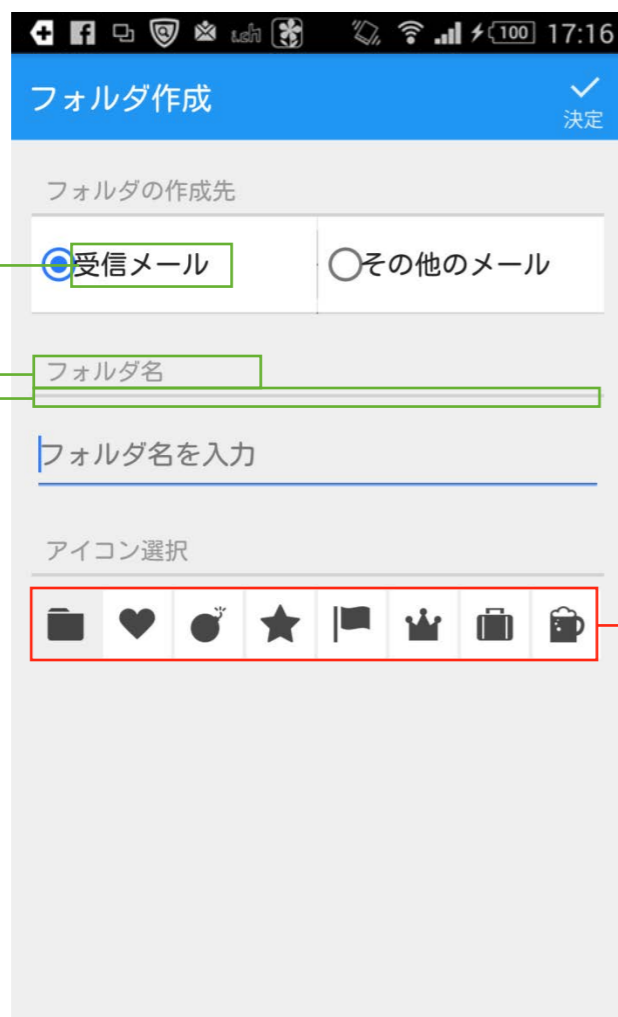 100 17:16
フォルダ作成
決定
フォルダの作成先
受信メール その他のメール
フォルダ名
フォルダ名を入力
アイコン選択